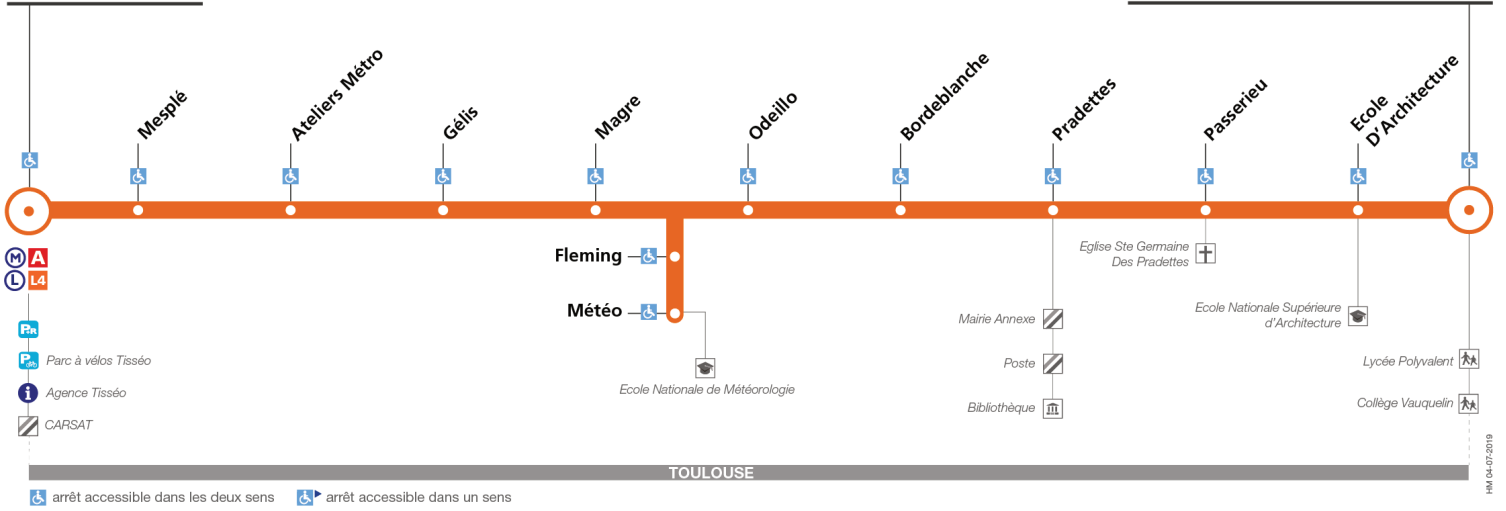 Mesplé
Ateliers Métro
Gélis
Magre
Odeillo
Bordeblanche
Pradettes
Passerieu
Ecole
D'Architecture
M A
L L4
Fleming
Météo
Eglise Ste Germaine
Des Pradettes
Ecole Nationale Supérieure
d'Architecture
Mairie Annexe
Poste
Bibliothèque
Ecole Nationale de Météorologie
P+R
P Parc à vélos Tisséo
i Agence Tisséo
CARSAT
Lycée Polyvalent
Collège Vauquelin
TOULOUSE
arrêt accessible dans les deux sens
arrêt accessible dans un sens
HM 04-07-2019